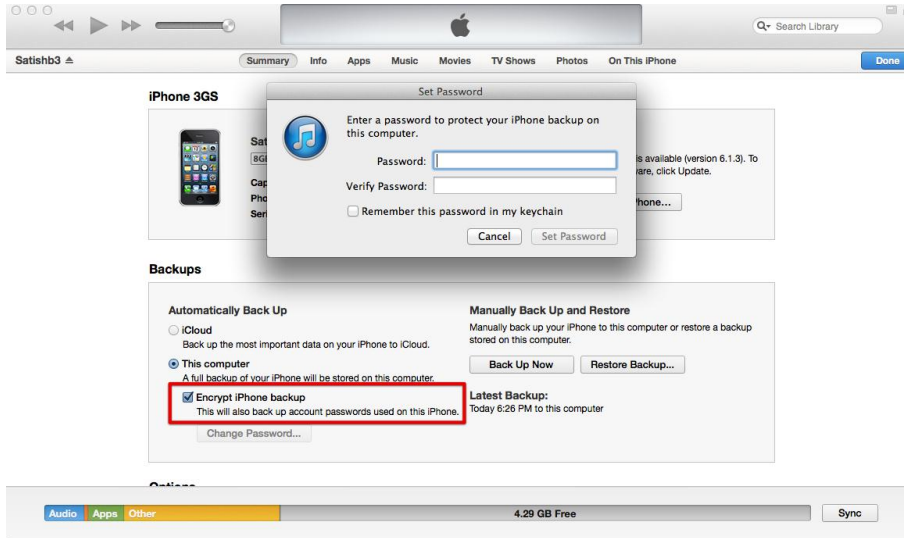 Search Library
Satishb3
Summary Info Apps Music Movies TV Shows Photos On This iPhone
Done
iPhone 3GS
Set Password
Enter a password to protect your iPhone backup on
this computer.
Password:
Verify Password:
Remember this password in my keychain
Cancel Set Password
is available (version 6.1.3). To
click Update.
Backups
Automatically Back Up
iCloud
Back up the most important data on your iPhone to iCloud.
This computer
A full backup of your iPhone will be stored on this computer.
Encrypt iPhone backup
This will also back up account passwords used on this iPhone.
Change Password...
Manually Back Up and Restore
Manually back up your iPhone to this computer or restore a backup
stored on this computer.
Back Up Now Restore Backup...
Latest Backup:
Today 6:26 PM to this computer
Options
Audio Apps Other 4.29 GB Free Sync